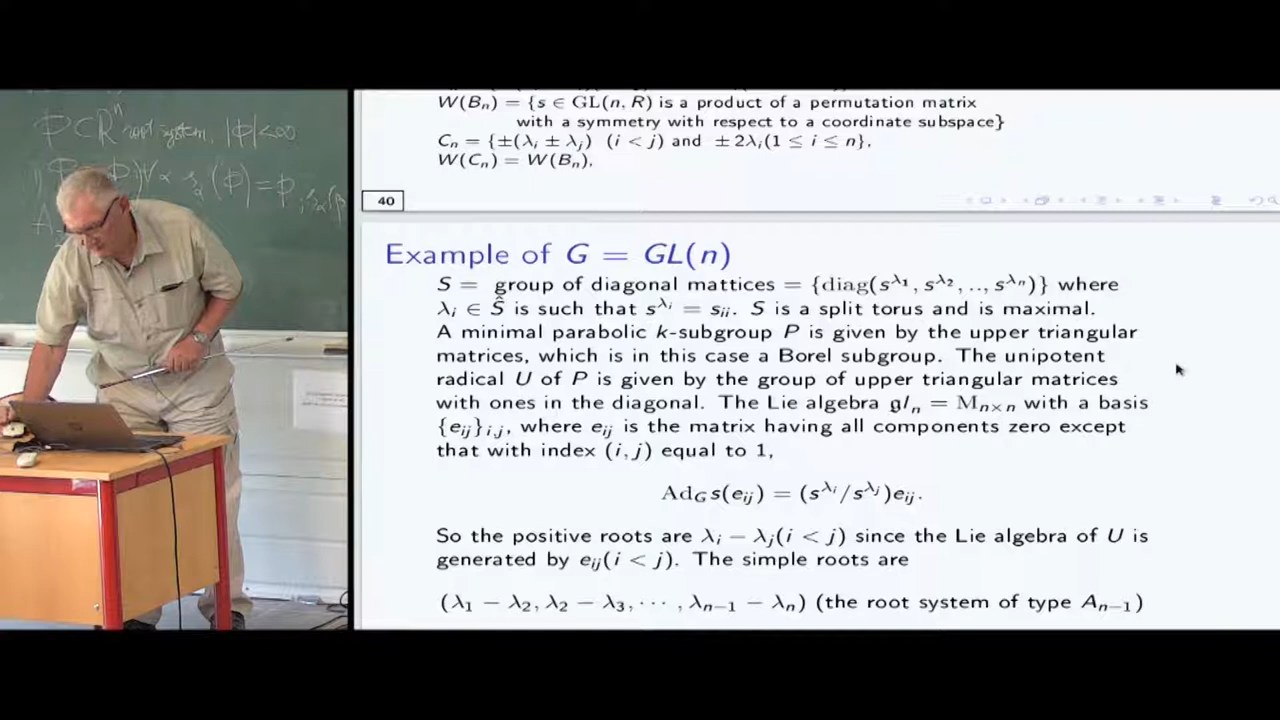 Φ ⊂ Rⁿ root system, |Φ| < ∞
W(Bₙ) = {s ∈ GL(n, R) is a product of a permutation matrix
with a symmetry with respect to a coordinate subspace}
Cₙ = {±(λᵢ ± λⱼ) (i < j) and ± 2λᵢ(1 ≤ i ≤ n},
W(Cₙ) = W(Bₙ).
40
Example of G = GL(n)
S = group of diagonal mattices = {diag(s^λ₁, s^λ₂, .., s^λₙ)} where
λᵢ ∈ Ŝ is such that s^λᵢ = sᵢᵢ. S is a split torus and is maximal.
A minimal parabolic k-subgroup P is given by the upper triangular
matrices, which is in this case a Borel subgroup. The unipotent
radical U of P is given by the group of upper triangular matrices
with ones in the diagonal. The Lie algebra 𝔤lₙ = Mₙₓₙ with a basis
{eᵢⱼ}ᵢ,ⱼ, where eᵢⱼ is the matrix having all components zero except
that with index (i, j) equal to 1,
Ad_G s(eᵢⱼ) = (s^λᵢ/s^λⱼ)eᵢⱼ.
So the positive roots are λᵢ − λⱼ(i < j) since the Lie algebra of U is
generated by eᵢⱼ(i < j). The simple roots are
(λ₁ − λ₂, λ₂ − λ₃, ⋯ , λₙ₋₁ − λₙ) (the root system of type Aₙ₋₁)